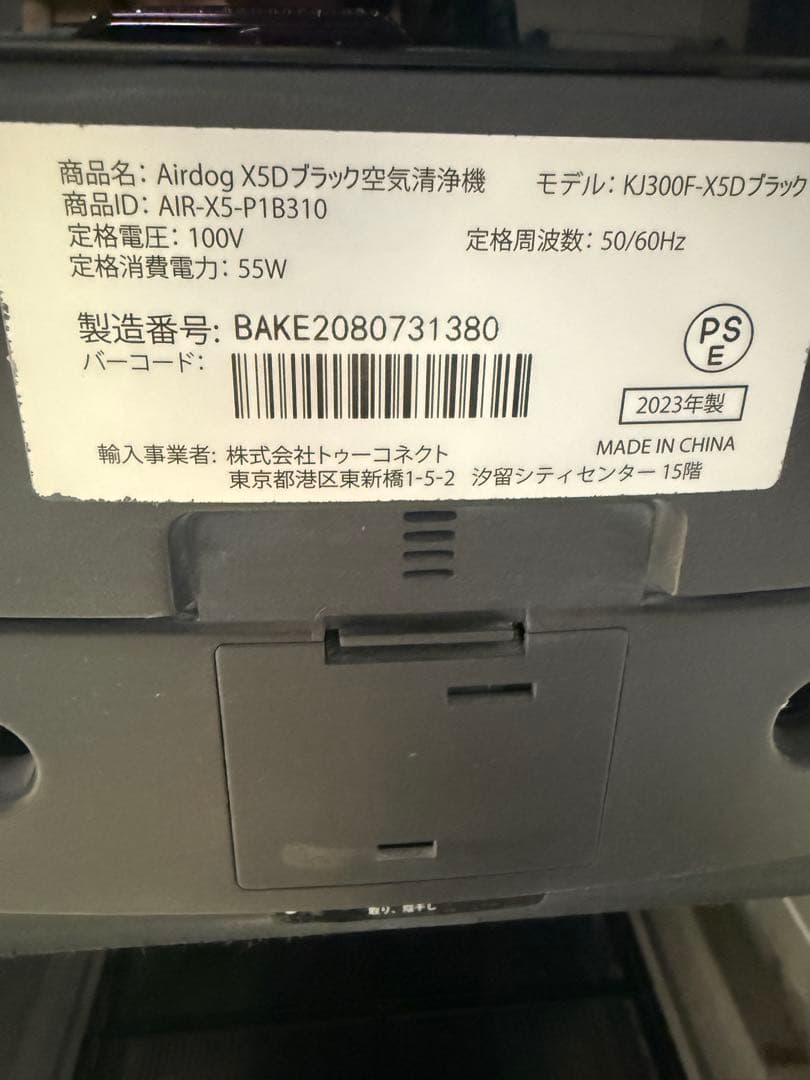 商品名: Airdog X5Dブラック空気清浄機 モデル: KJ300F-X5Dブラック
商品ID: AIR-X5-P1B310
定格電圧: 100V 定格周波数: 50/60Hz
定格消費電力: 55W
製造番号: BAKE2080731380
バーコード:
PS
E
2023年製
MADE IN CHINA
輸入事業者: 株式会社トゥーコネクト
東京都港区東新橋1-5-2 汐留シティセンター 15階
取り、陰干し